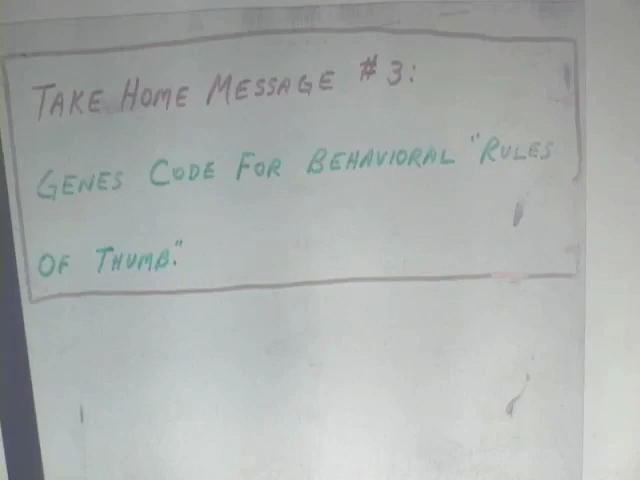 TAKE HOME MESSAGE #3:
GENES CODE FOR BEHAVIORAL "RULES
OF THUMB."